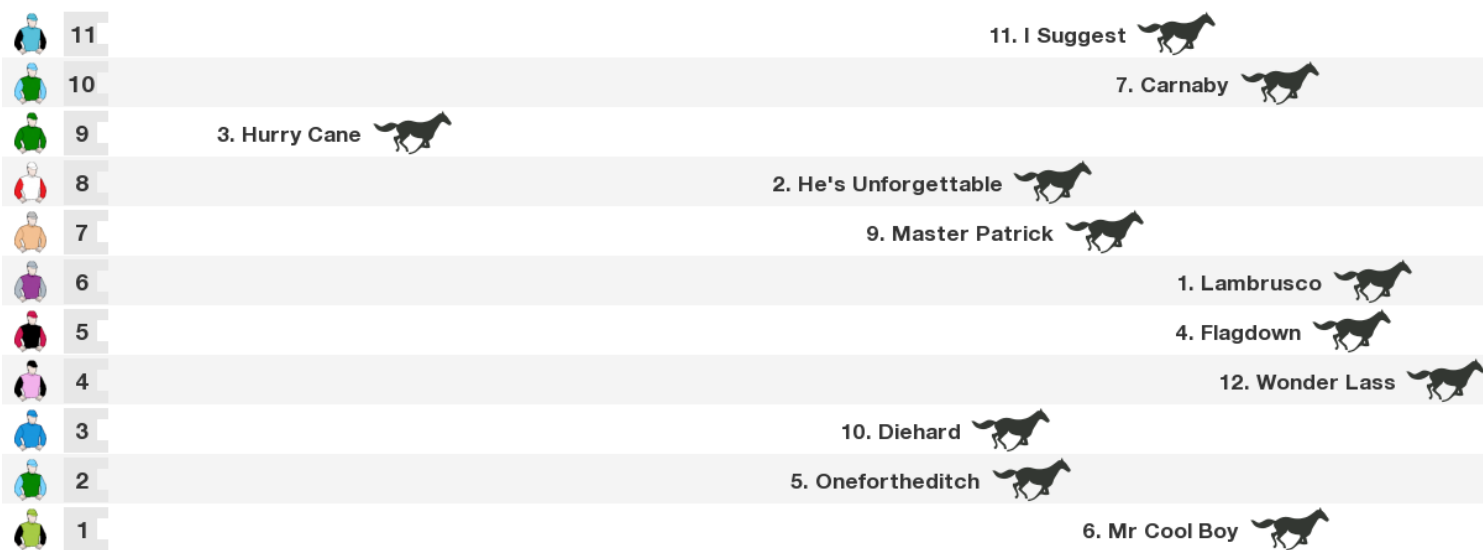 11 11. I Suggest
10 7. Carnaby
9 3. Hurry Cane
8 2. He's Unforgettable
7 9. Master Patrick
6 1. Lambrusco
5 4. Flagdown
4 12. Wonder Lass
3 10. Diehard
2 5. Onefortheditch
1 6. Mr Cool Boy